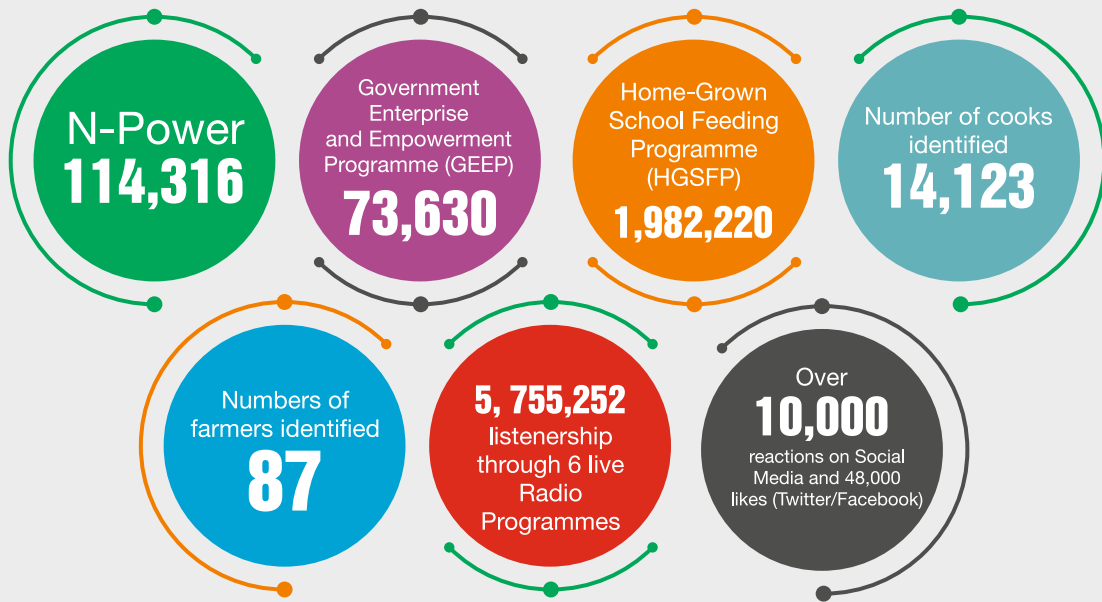 N-Power
114,316
Government
Enterprise
and Empowerment
Programme (GEEP)
73,630
Home-Grown
School Feeding
Programme
(HGSFP)
1,982,220
Number of cooks
identified
14,123
Numbers of
farmers identified
87
5, 755,252
listenership
through 6 live
Radio
Programmes
Over
10,000
reactions on Social
Media and 48,000
likes (Twitter/Facebook)